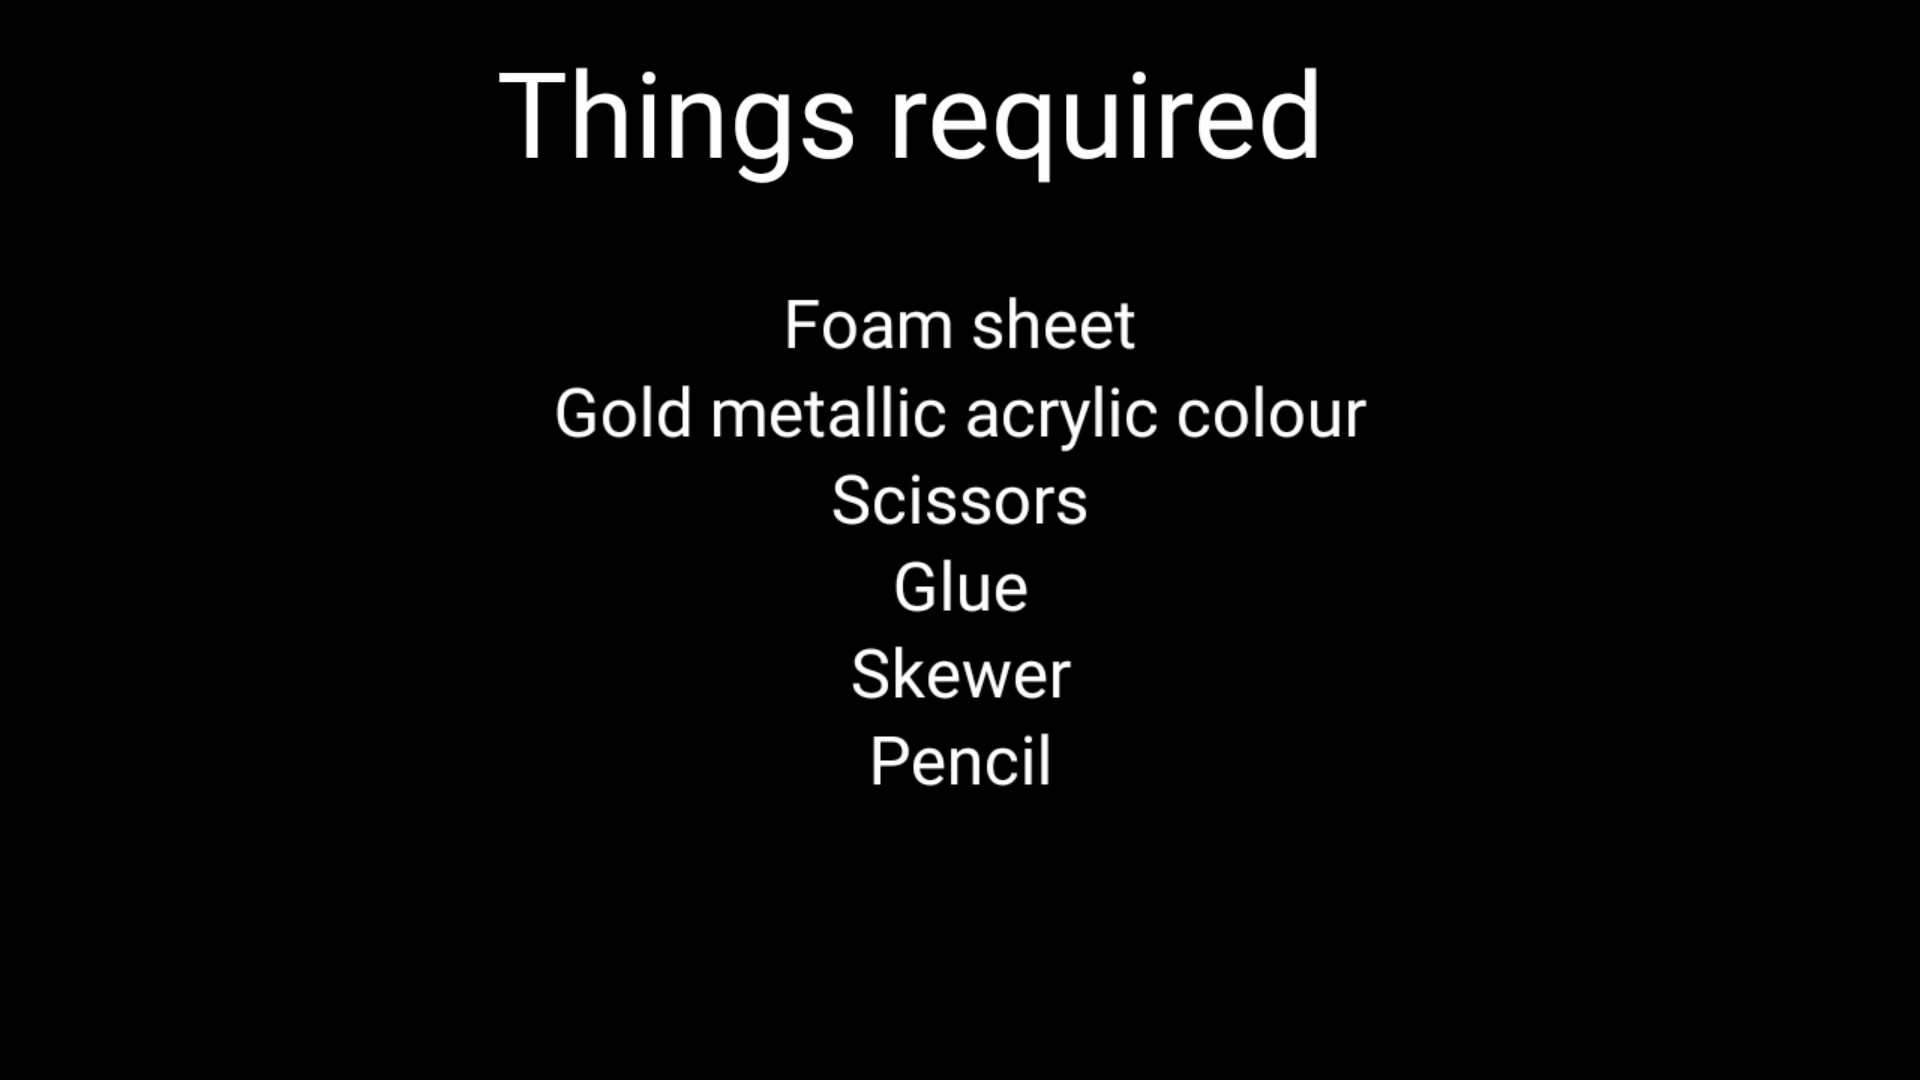 Things required
Foam sheet
Gold metallic acrylic colour
Scissors
Glue
Skewer
Pencil